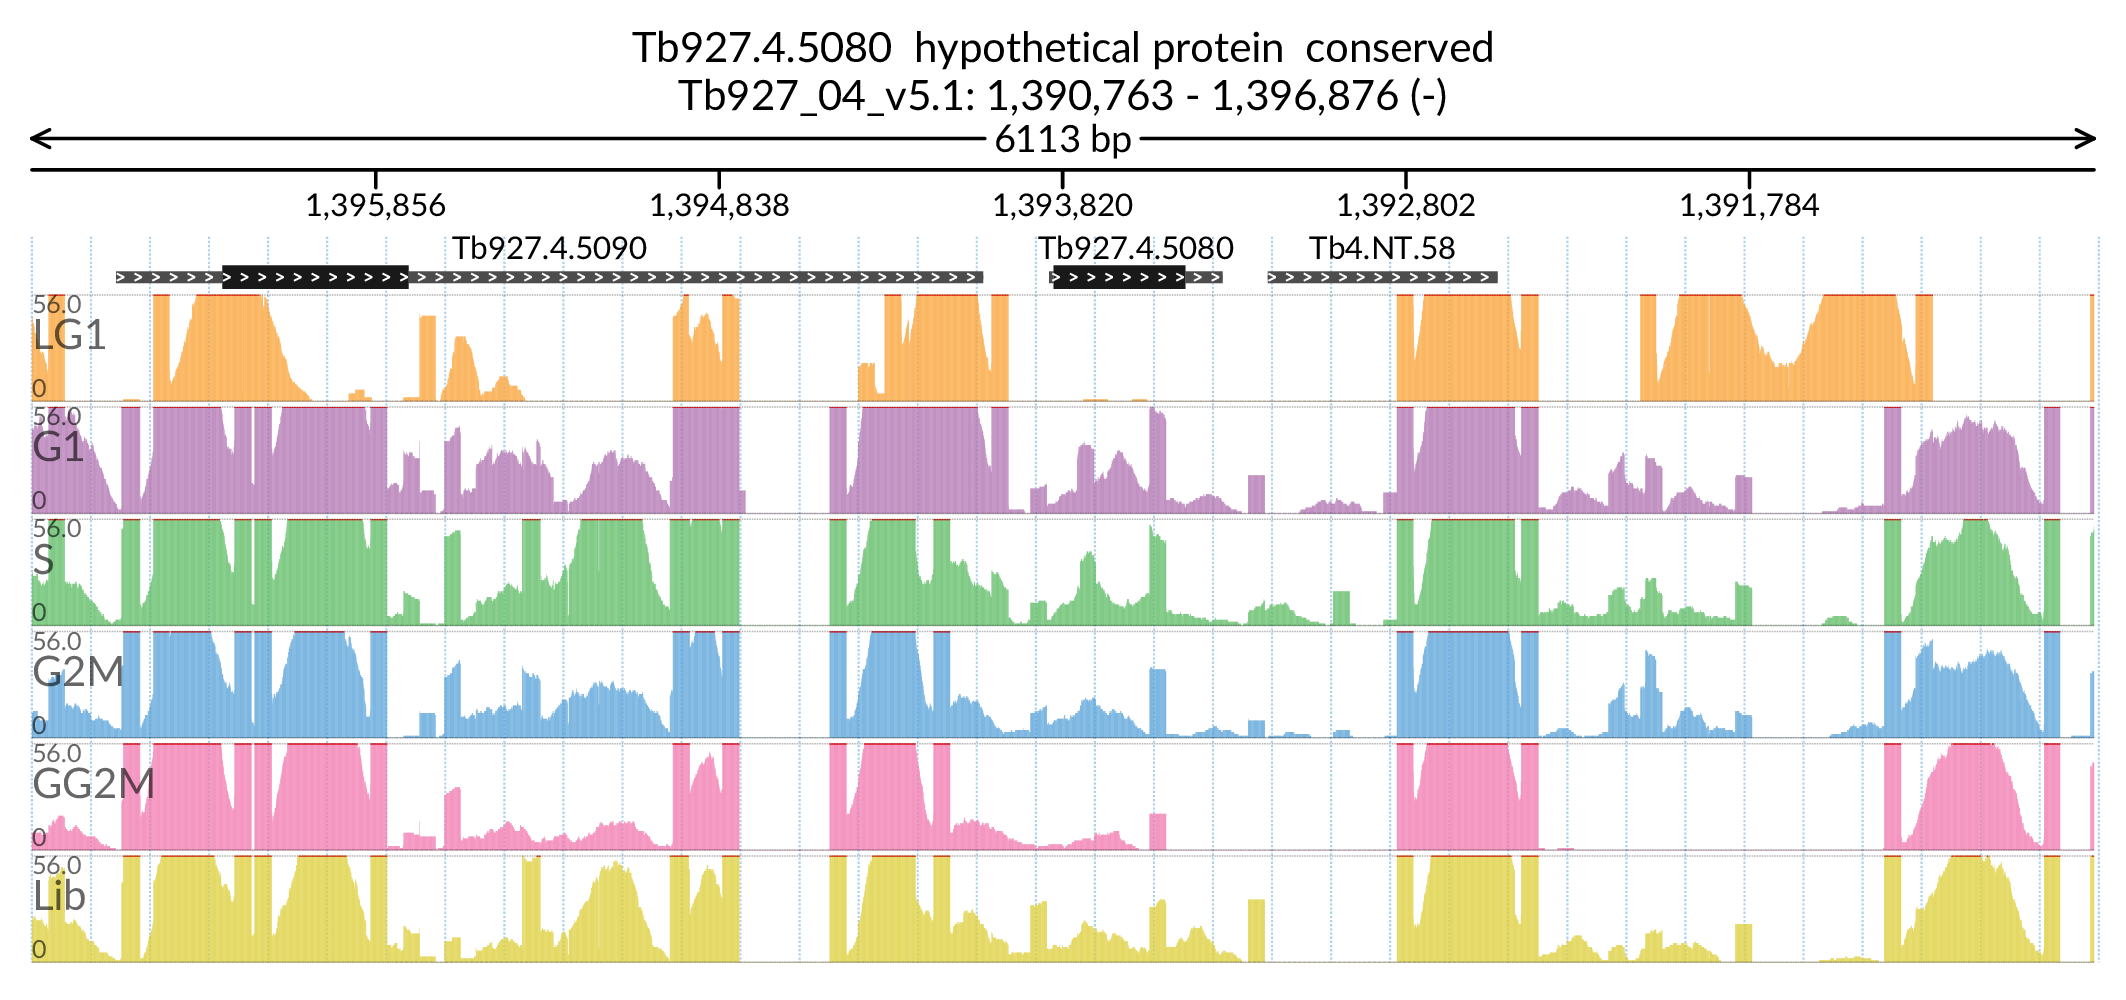 Tb927.4.5080 hypothetical protein conserved
Tb927_04_v5.1: 1,390,763 - 1,396,876 (-)
6113 bp
1,395,856 1,394,838 1,393,820 1,392,802 1,391,784
Tb927.4.5090 Tb927.4.5080 Tb4.NT.58
56.0
LG1
0
56.0
G1
0
56.0
S
0
56.0
G2M
0
56.0
GG2M
0
56.0
Lib
0